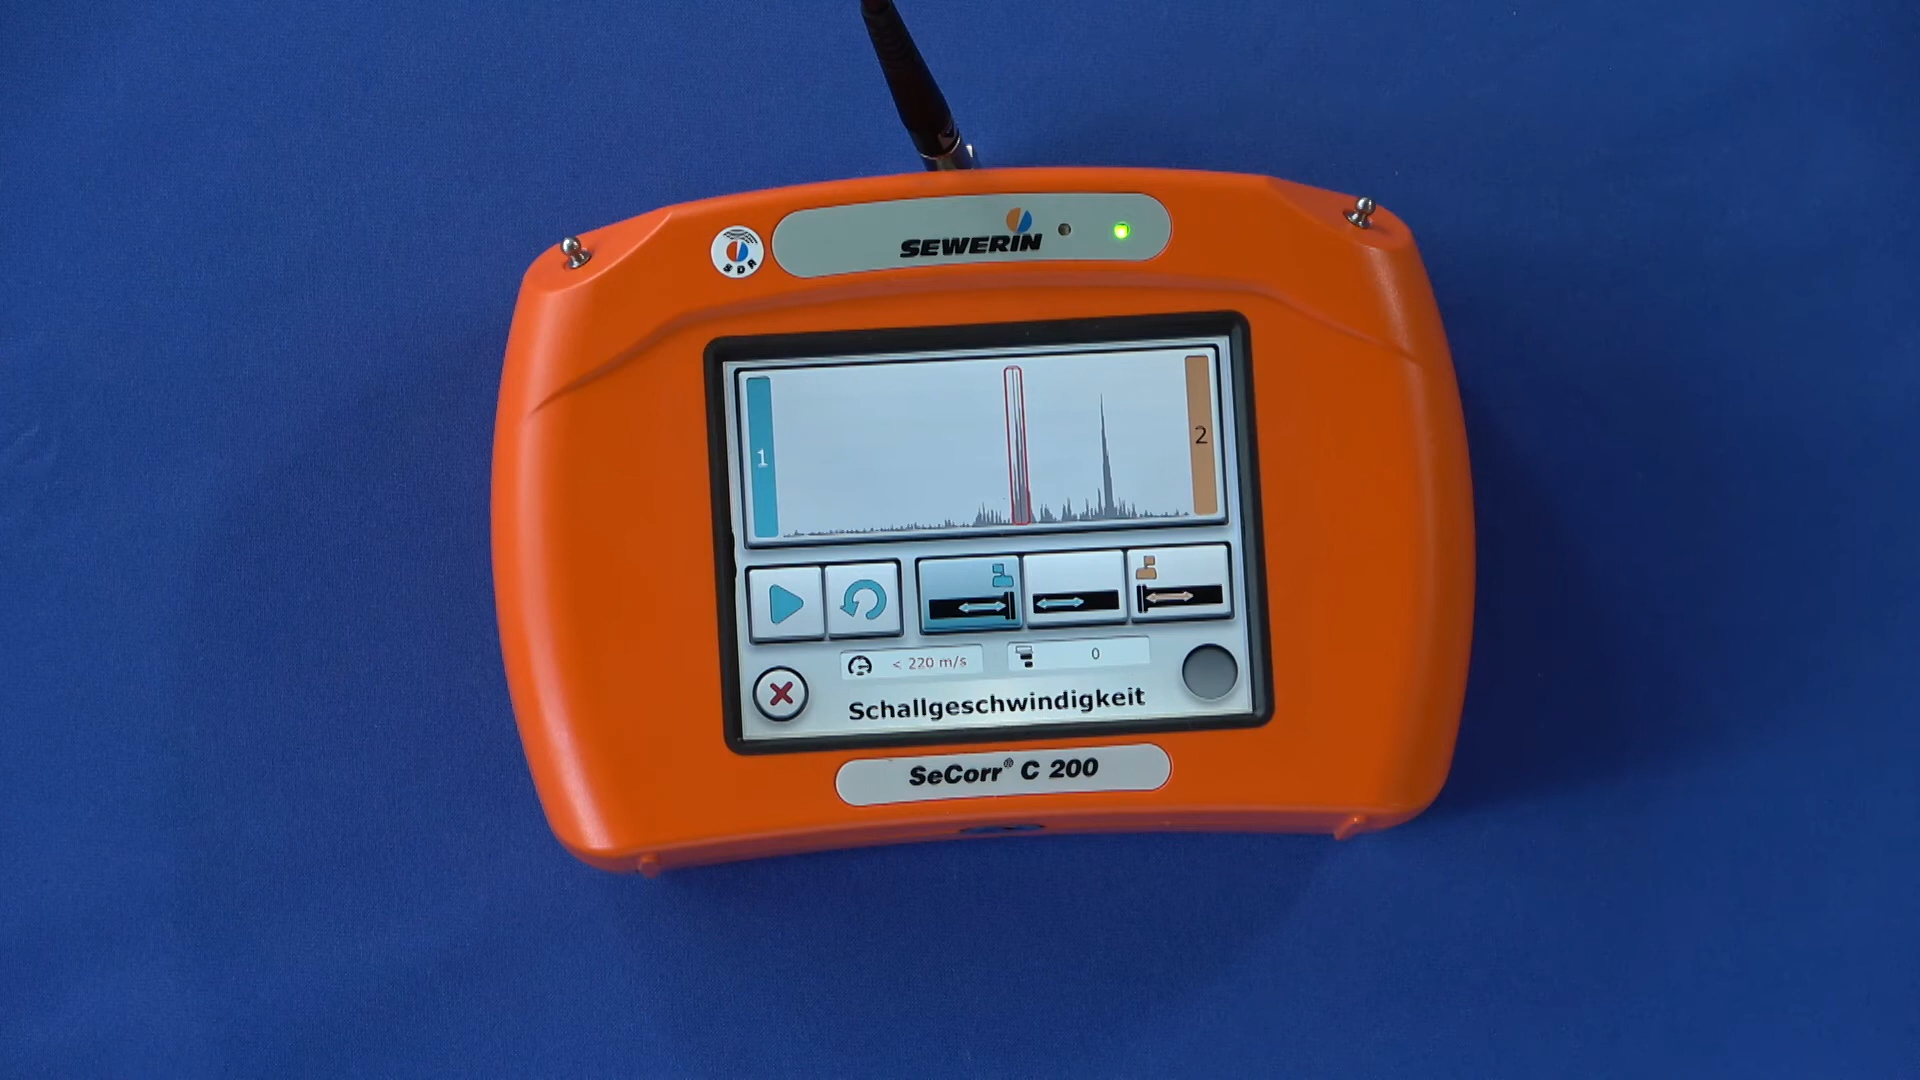 SDR
SEWERIN
1
2
< 220 m/s
0
Schallgeschwindigkeit
SeCorr® C 200